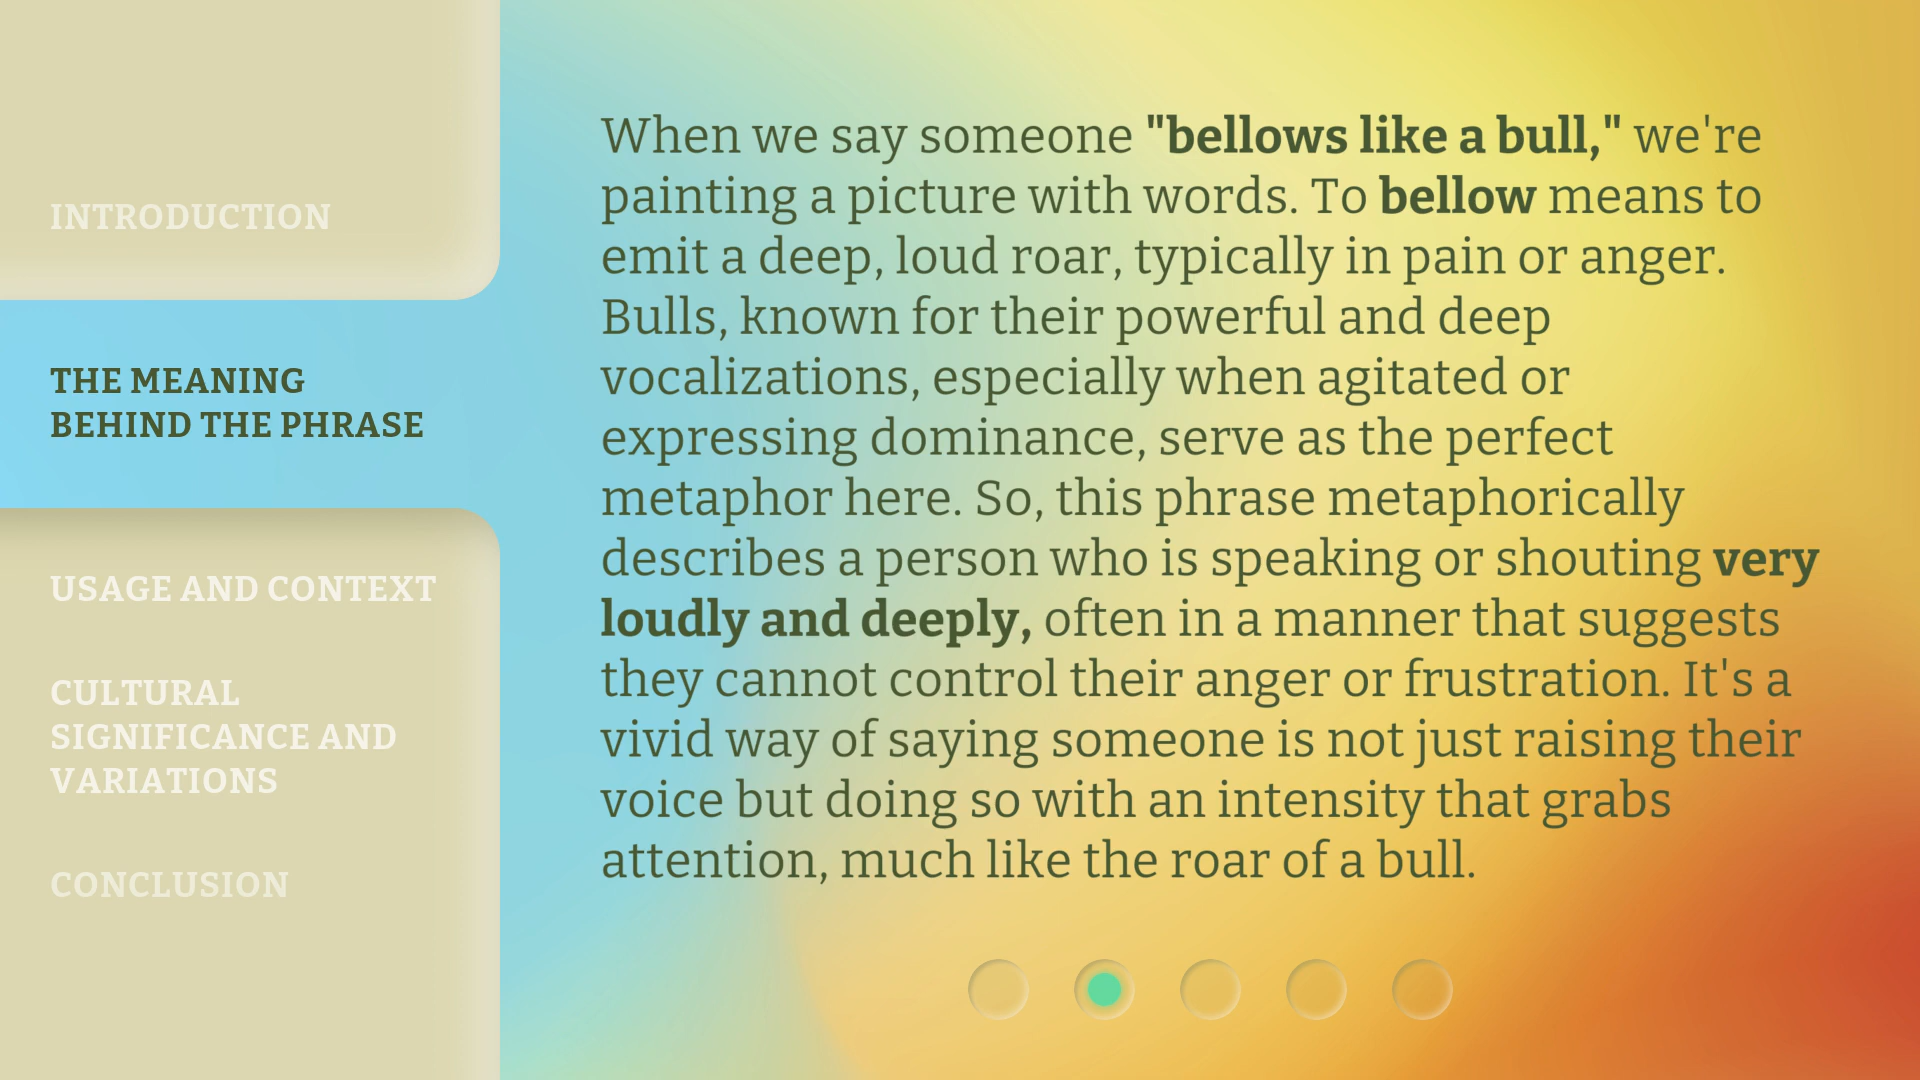 INTRODUCTION
THE MEANING
BEHIND THE PHRASE
USAGE AND CONTEXT
CULTURAL
SIGNIFICANCE AND
VARIATIONS
CONCLUSION
When we say someone "bellows like a bull," we're
painting a picture with words. To bellow means to
emit a deep, loud roar, typically in pain or anger.
Bulls, known for their powerful and deep
vocalizations, especially when agitated or
expressing dominance, serve as the perfect
metaphor here. So, this phrase metaphorically
describes a person who is speaking or shouting very
loudly and deeply, often in a manner that suggests
they cannot control their anger or frustration. It's a
vivid way of saying someone is not just raising their
voice but doing so with an intensity that grabs
attention, much like the roar of a bull.